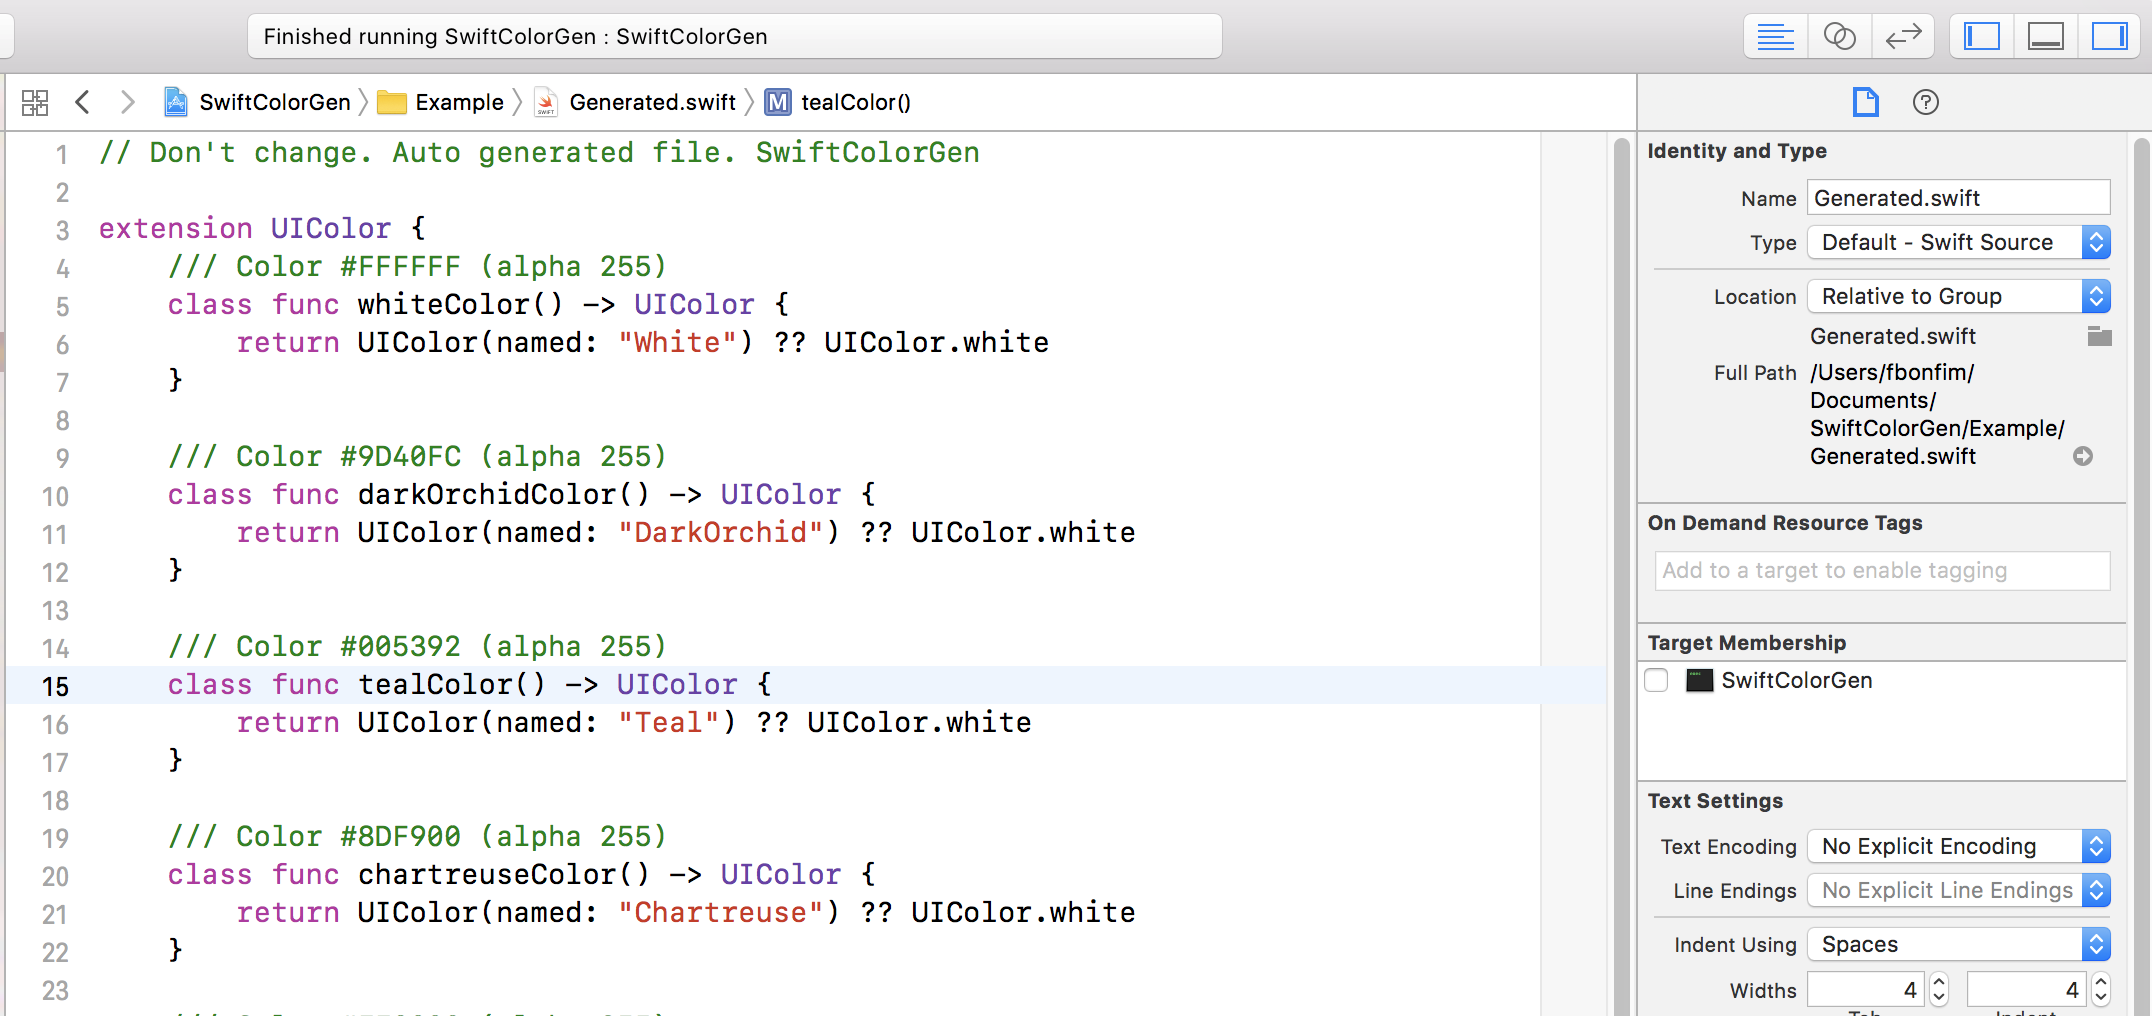 Finished running SwiftColorGen : SwiftColorGen
SwiftColorGen Example Generated.swift M tealColor()
1 // Don't change. Auto generated file. SwiftColorGen
2
3 extension UIColor {
4 /// Color #FFFFFF (alpha 255)
5 class func whiteColor() -> UIColor {
6 return UIColor(named: "White") ?? UIColor.white
7 }
8
9 /// Color #9D40FC (alpha 255)
10 class func darkOrchidColor() -> UIColor {
11 return UIColor(named: "DarkOrchid") ?? UIColor.white
12 }
13
14 /// Color #005392 (alpha 255)
15 class func tealColor() -> UIColor {
16 return UIColor(named: "Teal") ?? UIColor.white
17 }
18
19 /// Color #8DF900 (alpha 255)
20 class func chartreuseColor() -> UIColor {
21 return UIColor(named: "Chartreuse") ?? UIColor.white
22 }
23
Identity and Type
Name Generated.swift
Type Default - Swift Source
Location Relative to Group
Generated.swift
Full Path /Users/fbonfim/
Documents/
SwiftColorGen/Example/
Generated.swift
On Demand Resource Tags
Add to a target to enable tagging
Target Membership
SwiftColorGen
Text Settings
Text Encoding No Explicit Encoding
Line Endings No Explicit Line Endings
Indent Using Spaces
Widths 4 4
Tab Indent